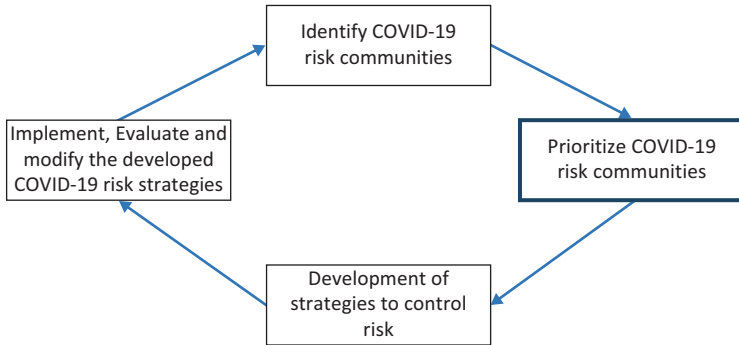 Identify COVID-19
risk communities
Prioritize COVID-19
risk communities
Development of
strategies to control
risk
Implement, Evaluate and
modify the developed
COVID-19 risk strategies